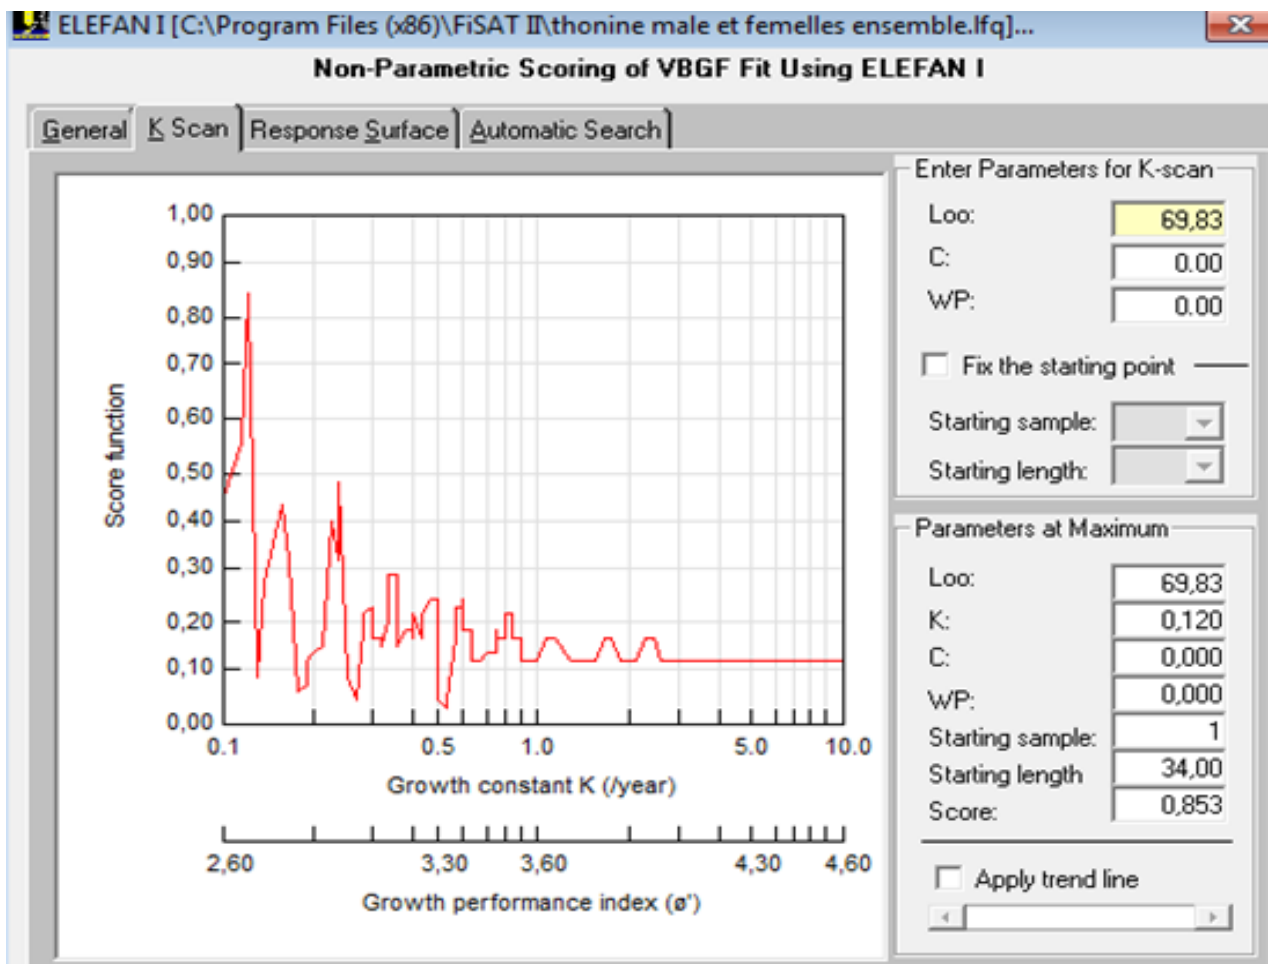 ELEFAN I [C:\Program Files (x86)\FiSAT II\thonine male et femelles ensemble.lfq]...
Non-Parametric Scoring of VBGF Fit Using ELEFAN I
General K Scan Response Surface Automatic Search
1,00
0,90
0,80
0,70
0,60
0,50
0,40
0,30
0,20
0,10
0,00
Score function
0.1 0.5 1.0 5.0 10.0
Growth constant K (/year)
2,60 3,30 3,60 4,30 4,60
Growth performance index (ø')
Enter Parameters for K-scan
Loo: 69,83
C: 0.00
WP: 0.00
Fix the starting point
Starting sample:
Starting length:
Parameters at Maximum
Loo: 69,83
K: 0,120
C: 0,000
WP: 0,000
Starting sample: 1
Starting length 34,00
Score: 0,853
Apply trend line